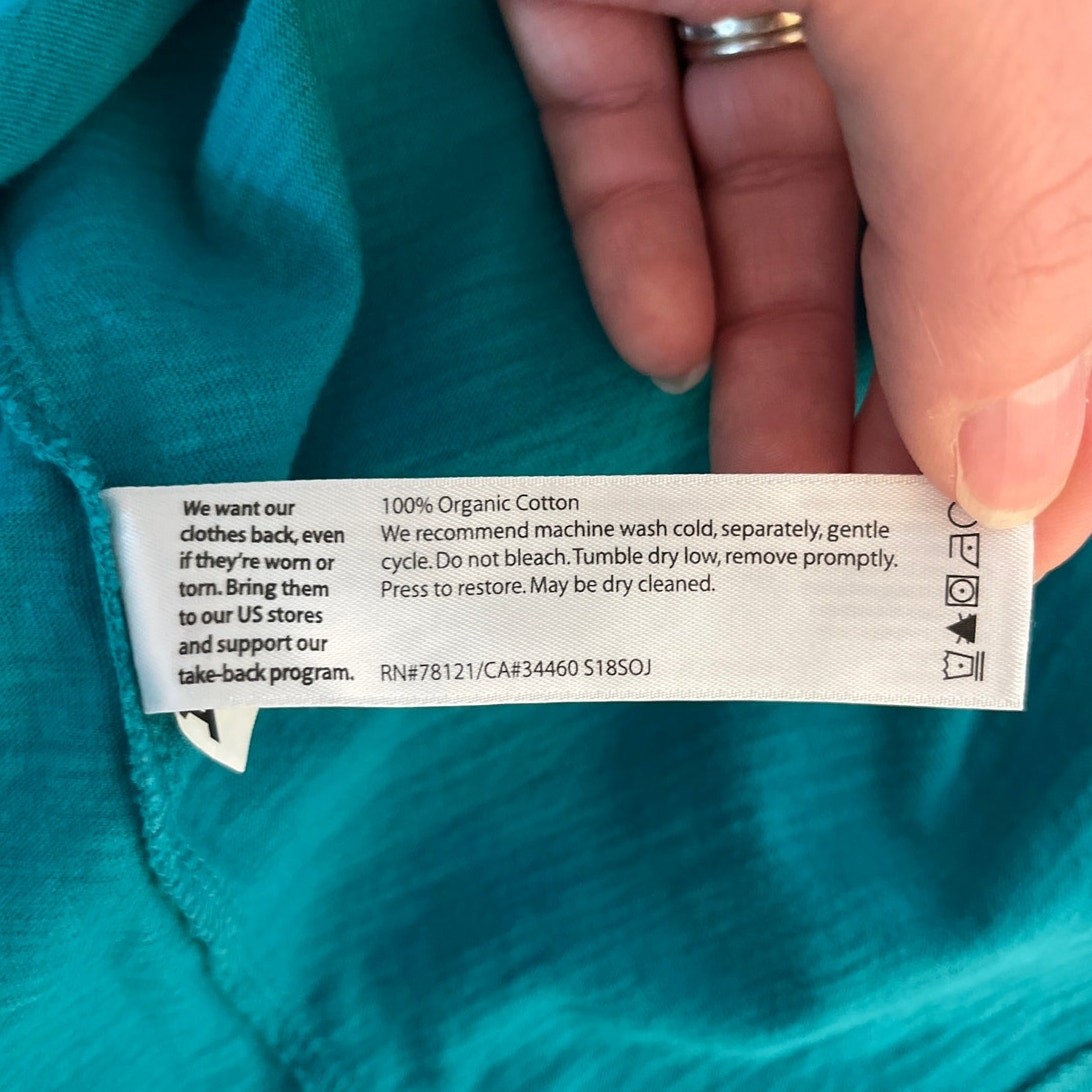 We want our
clothes back, even
if they're worn or
torn. Bring them
to our US stores
and support our
take-back program.
100% Organic Cotton
We recommend machine wash cold, separately, gentle
cycle. Do not bleach. Tumble dry low, remove promptly.
Press to restore. May be dry cleaned.
RN#78121/CA#34460 S18SOJ